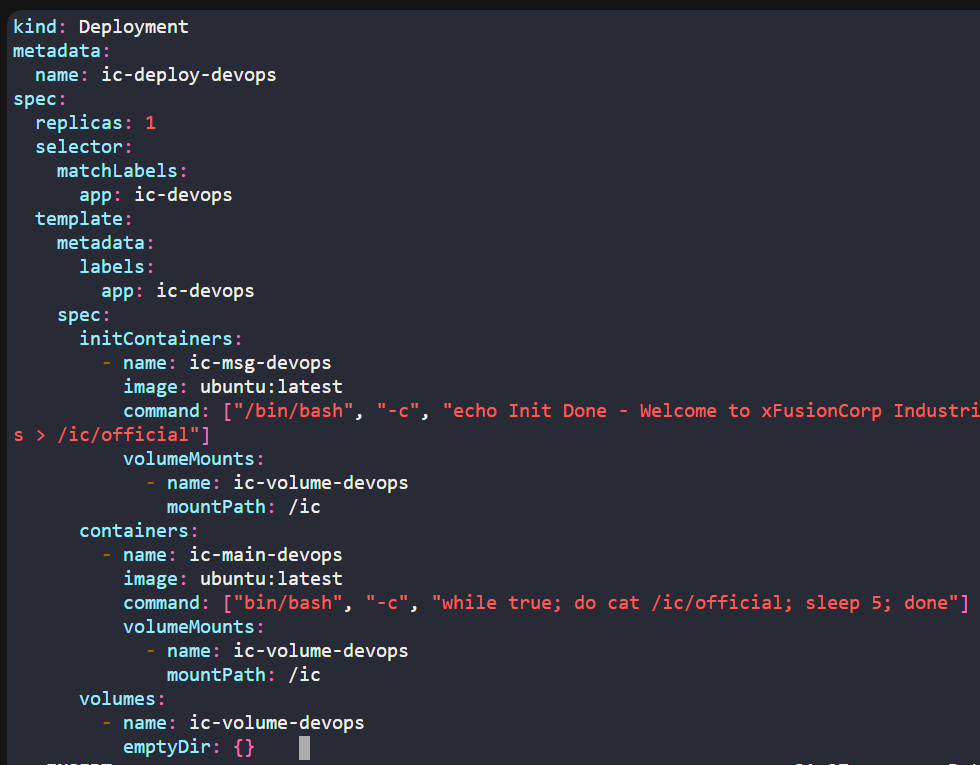 kind: Deployment
metadata:
  name: ic-deploy-devops
spec:
  replicas: 1
  selector:
    matchLabels:
      app: ic-devops
  template:
    metadata:
      labels:
        app: ic-devops
    spec:
      initContainers:
        - name: ic-msg-devops
          image: ubuntu:latest
          command: ["/bin/bash", "-c", "echo Init Done - Welcome to xFusionCorp Industri
s > /ic/official"]
          volumeMounts:
            - name: ic-volume-devops
              mountPath: /ic
      containers:
        - name: ic-main-devops
          image: ubuntu:latest
          command: ["bin/bash", "-c", "while true; do cat /ic/official; sleep 5; done"]
          volumeMounts:
            - name: ic-volume-devops
              mountPath: /ic
      volumes:
        - name: ic-volume-devops
          emptyDir: {}